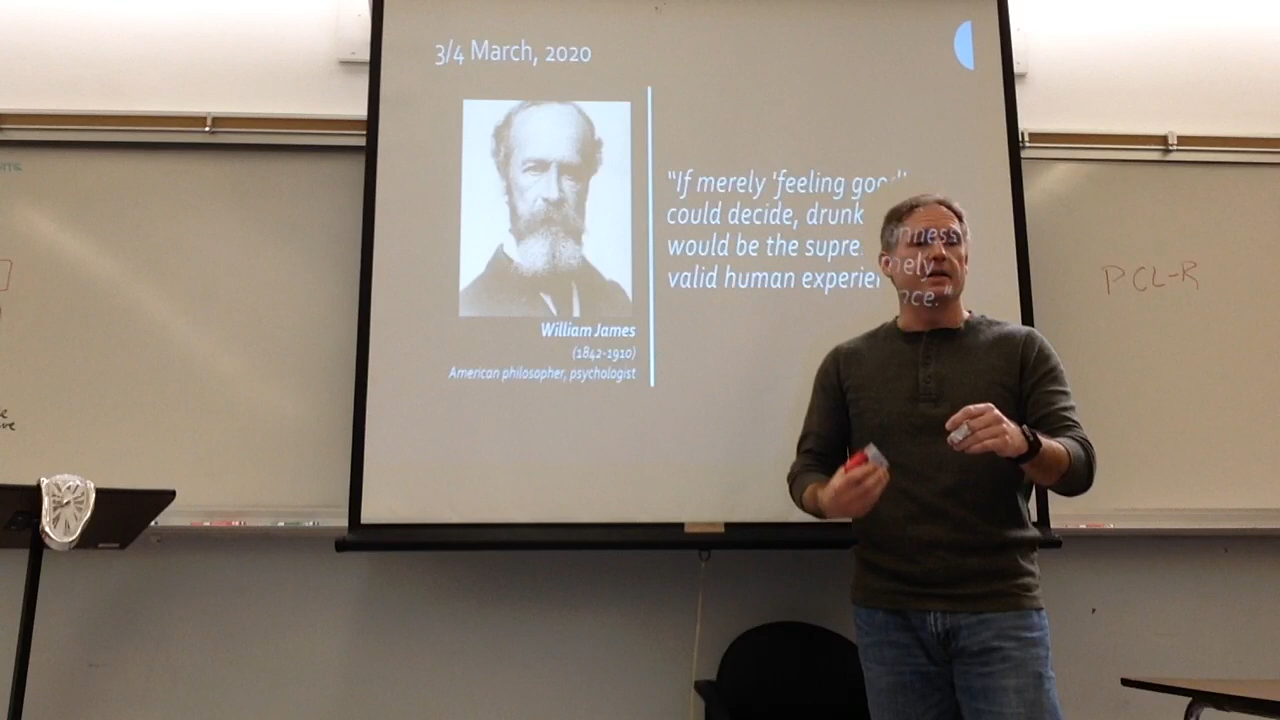 3/4 March, 2020
"If merely 'feeling good'
could decide, drunkenness
would be the supremely
valid human experience."
William James
(1842-1910)
American philosopher, psychologist
PCL-R